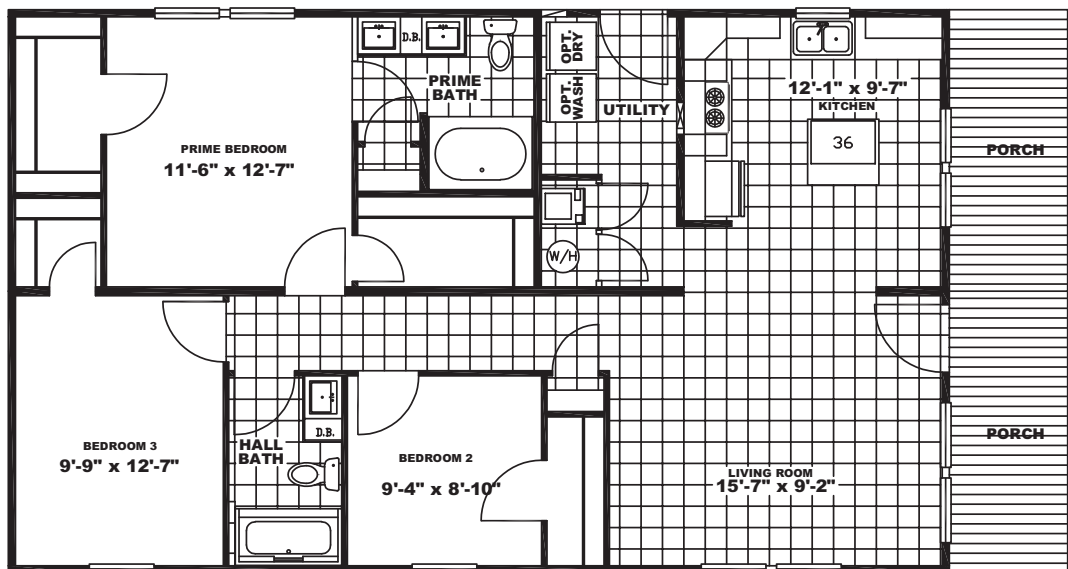 D.B.
PRIME
BATH
OPT.
DRY
OPT.
WASH
UTILITY
12'-1" x 9'-7"
KITCHEN
36
PORCH
PRIME BEDROOM
11'-6" x 12'-7"
W/H
BEDROOM 3
9'-9" x 12'-7"
D.B.
HALL
BATH
BEDROOM 2
9'-4" x 8'-10"
LIVING ROOM
15'-7" x 9'-2"
PORCH